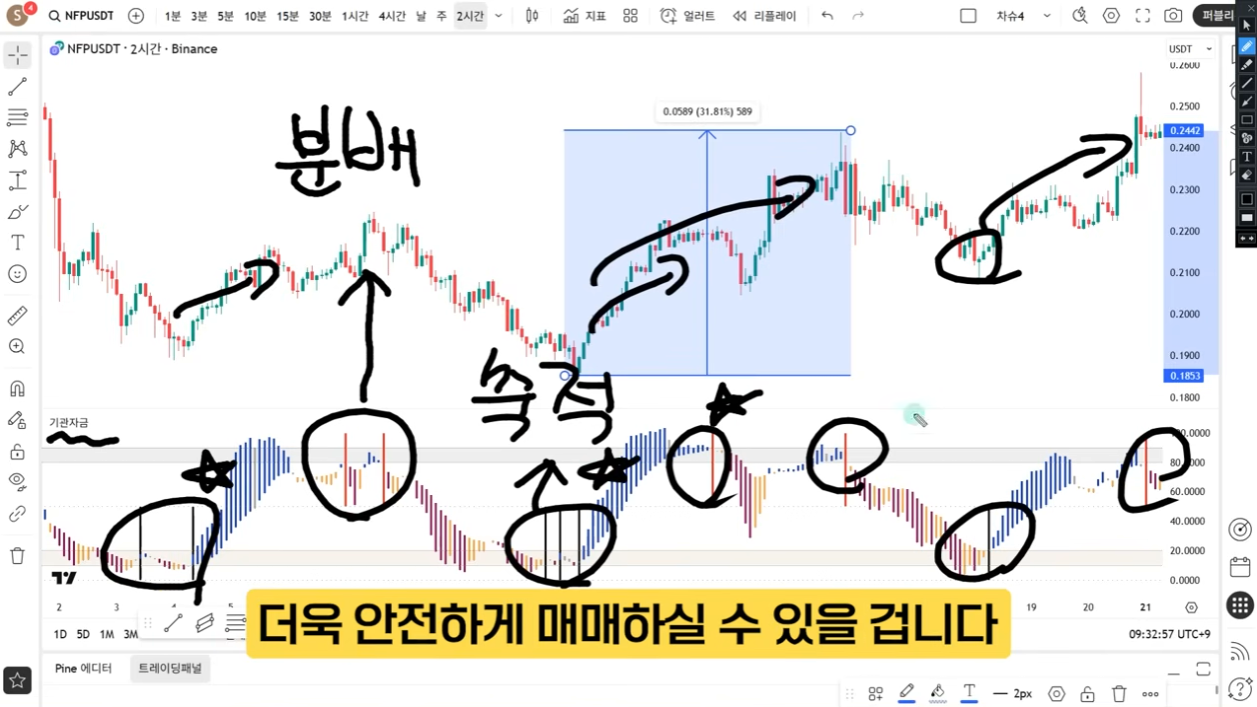 S 4 NFPUSDT 1분 3분 5분 10분 15분 30분 1시간 4시간 날 주 2시간 지표 얼러트 리플레이 차슈4 퍼블리
NFPUSDT · 2시간 · Binance
USDT
0.2600
0.2500
0.2442
0.2400
0.2300
0.2200
0.2100
0.2000
0.1900
0.1853
0.1800
0.0589 (31.81%) 589
분배
축적
기관자금
80.
60.0000
40.0000
20.0000
0.0000
2 3 4 5 19 20 21
더욱 안전하게 매매하실 수 있을 겁니다
1D 5D 1M 3M
09:32:57 UTC+9
Pine 에디터 트레이딩패널
T 2px